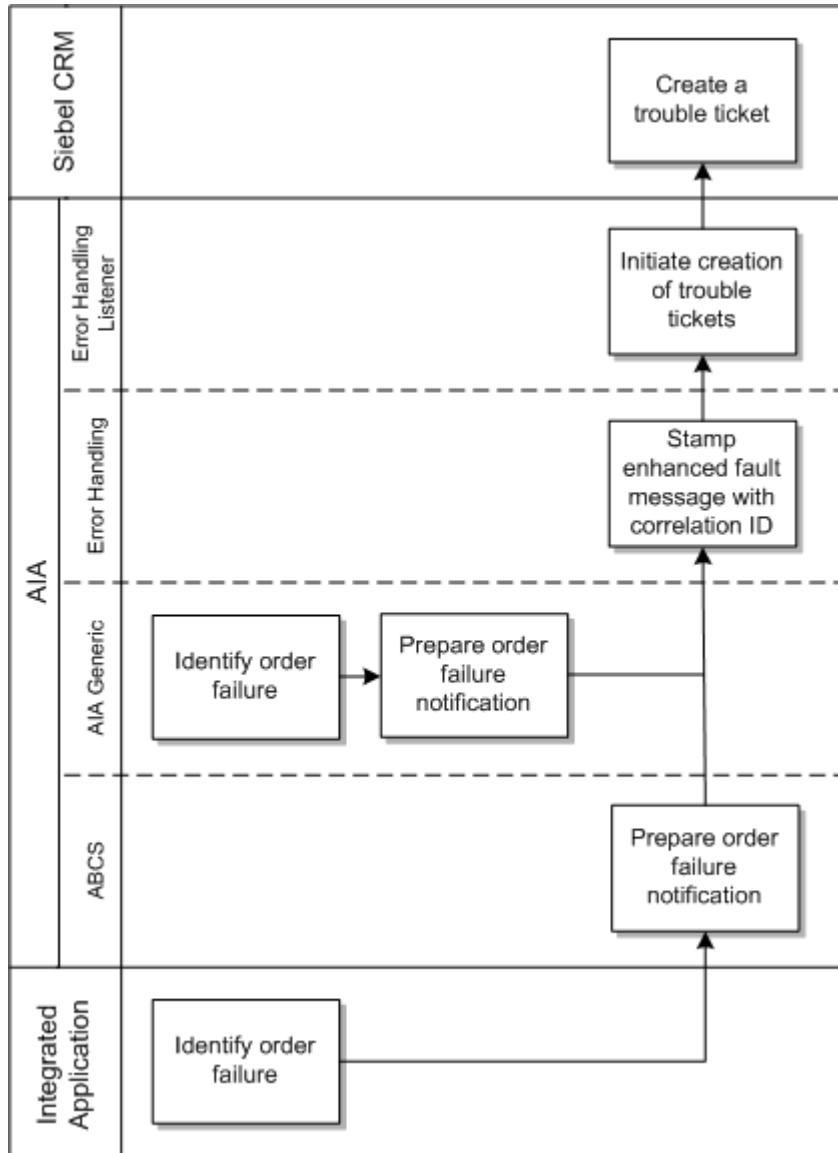 Siebel CRM
Create a
trouble ticket
AIA
Error Handling
Listener
Initiate creation
of trouble
tickets
Error Handling
Stamp
enhanced fault
message with
correlation ID
AIA Generic
Identify order
failure
Prepare order
failure
notification
ABCS
Prepare order
failure
notification
Integrated
Application
Identify order
failure